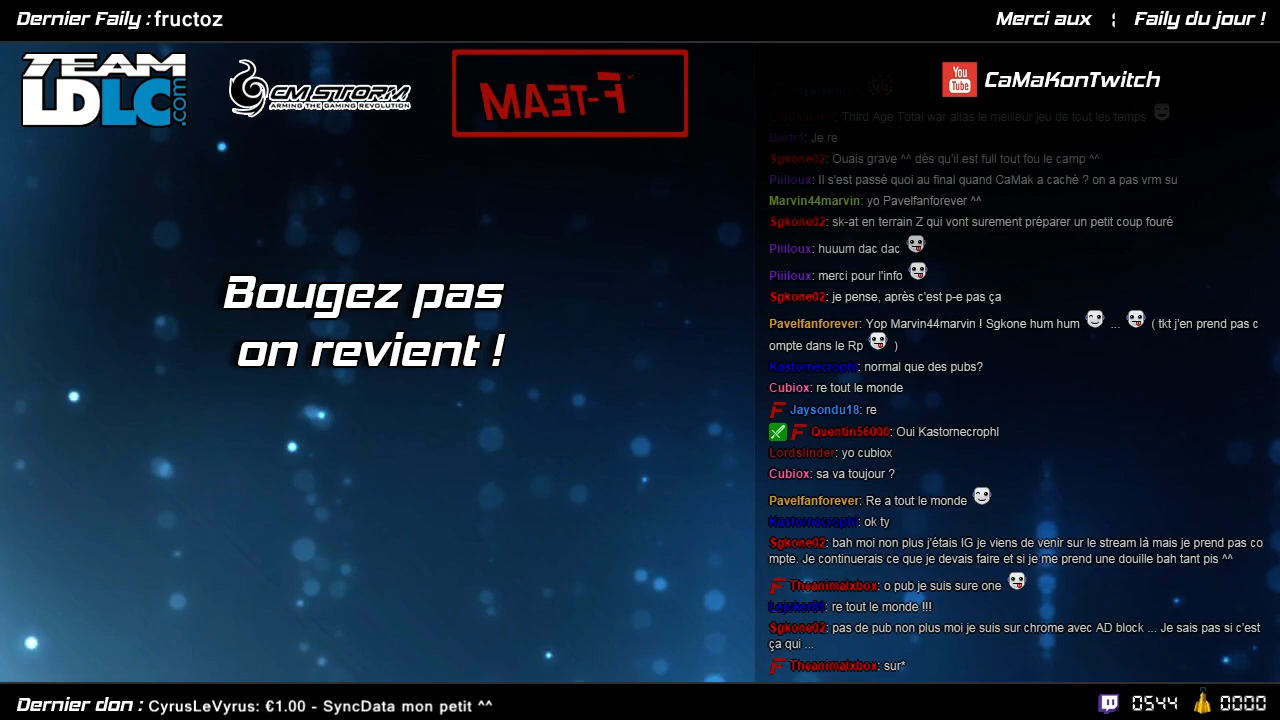 Dernier Faily : fructoz
Merci aux
Faily du jour !
TEAM
LDLC.com
CM STORM
ARMING THE GAMING REVOLUTION
F-TEAM
You
Tube
CaMaKonTwitch
Lordslinder: Third Age Total war alias le meilleur jeu de tout les temps
Bertr1: Je re
Sgkone02: Ouais grave ^^ dès qu'il est full tout fou le camp ^^
Piiiloux: Il s'est passé quoi au final quand CaMak a caché ? on a pas vrm su
Marvin44marvin: yo Pavelfanforever ^^
Sgkone02: sk-at en terrain Z qui vont surement préparer un petit coup fouré
Piiiloux: huuum dac dac
Piiiloux: merci pour l'info
Sgkone02: je pense, après c'est p-e pas ça
Pavelfanforever: Yop Marvin44marvin ! Sgkone hum hum ... ( tkt j'en prend pas c
ompte dans le Rp )
Kastornecrophl: normal que des pubs?
Cubiox: re tout le monde
Jaysondu18: re
Quentin56000: Oui Kastornecrophl
Lordslinder: yo cubiox
Cubiox: sa va toujour ?
Pavelfanforever: Re a tout le monde
Kastornecrophl: ok ty
Sgkone02: bah moi non plus j'étais IG je viens de venir sur le stream là mais je prend pas co
mpte. Je continuerais ce que je devais faire et si je me prend une douille bah tant pis ^^
Theanimalxbox: o pub je suis sure one
Lejoker81: re tout le monde !!!
Sgkone02: pas de pub non plus moi je suis sur chrome avec AD block ... Je sais pas si c'est
ça qui ...
Theanimalxbox: sur*
Bougez pas
on revient !
Dernier don : CyrusLeVyrus: €1.00 - SyncData mon petit ^^
0544
0000